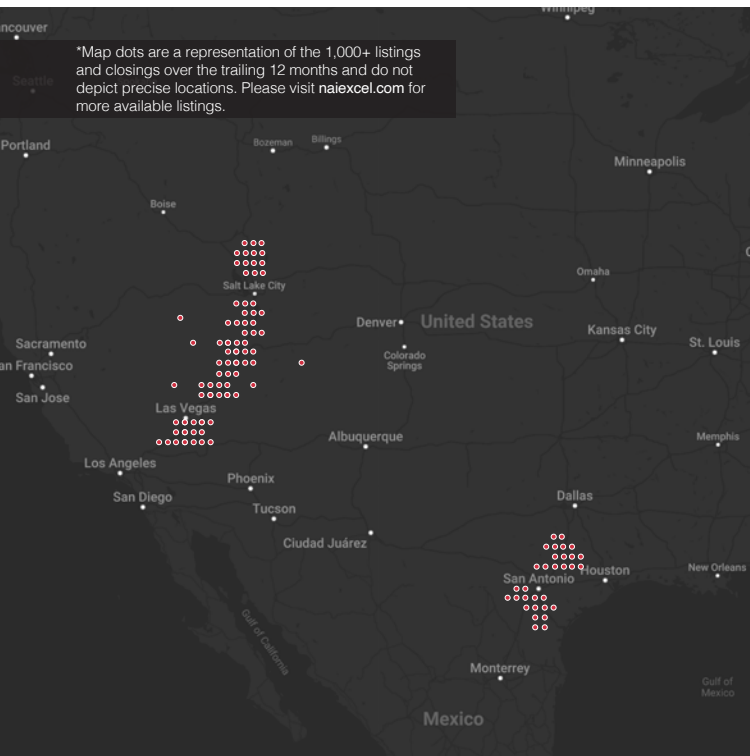 Winnipeg
ncouver
*Map dots are a representation of the 1,000+ listings
and closings over the trailing 12 months and do not
depict precise locations. Please visit naiexcel.com for
more available listings.
Seattle
Portland
Bozeman
Billings
Minneapolis
Boise
Salt Lake City
Omaha
Denver
United States
Kansas City
St. Louis
Sacramento
an Francisco
San Jose
Colorado
Springs
Las Vegas
Albuquerque
Memphis
Los Angeles
Phoenix
San Diego
Tucson
Dallas
Ciudad Juárez
San Antonio
Houston
New Orleans
Gulf of California
Monterrey
Gulf of
Mexico
Mexico